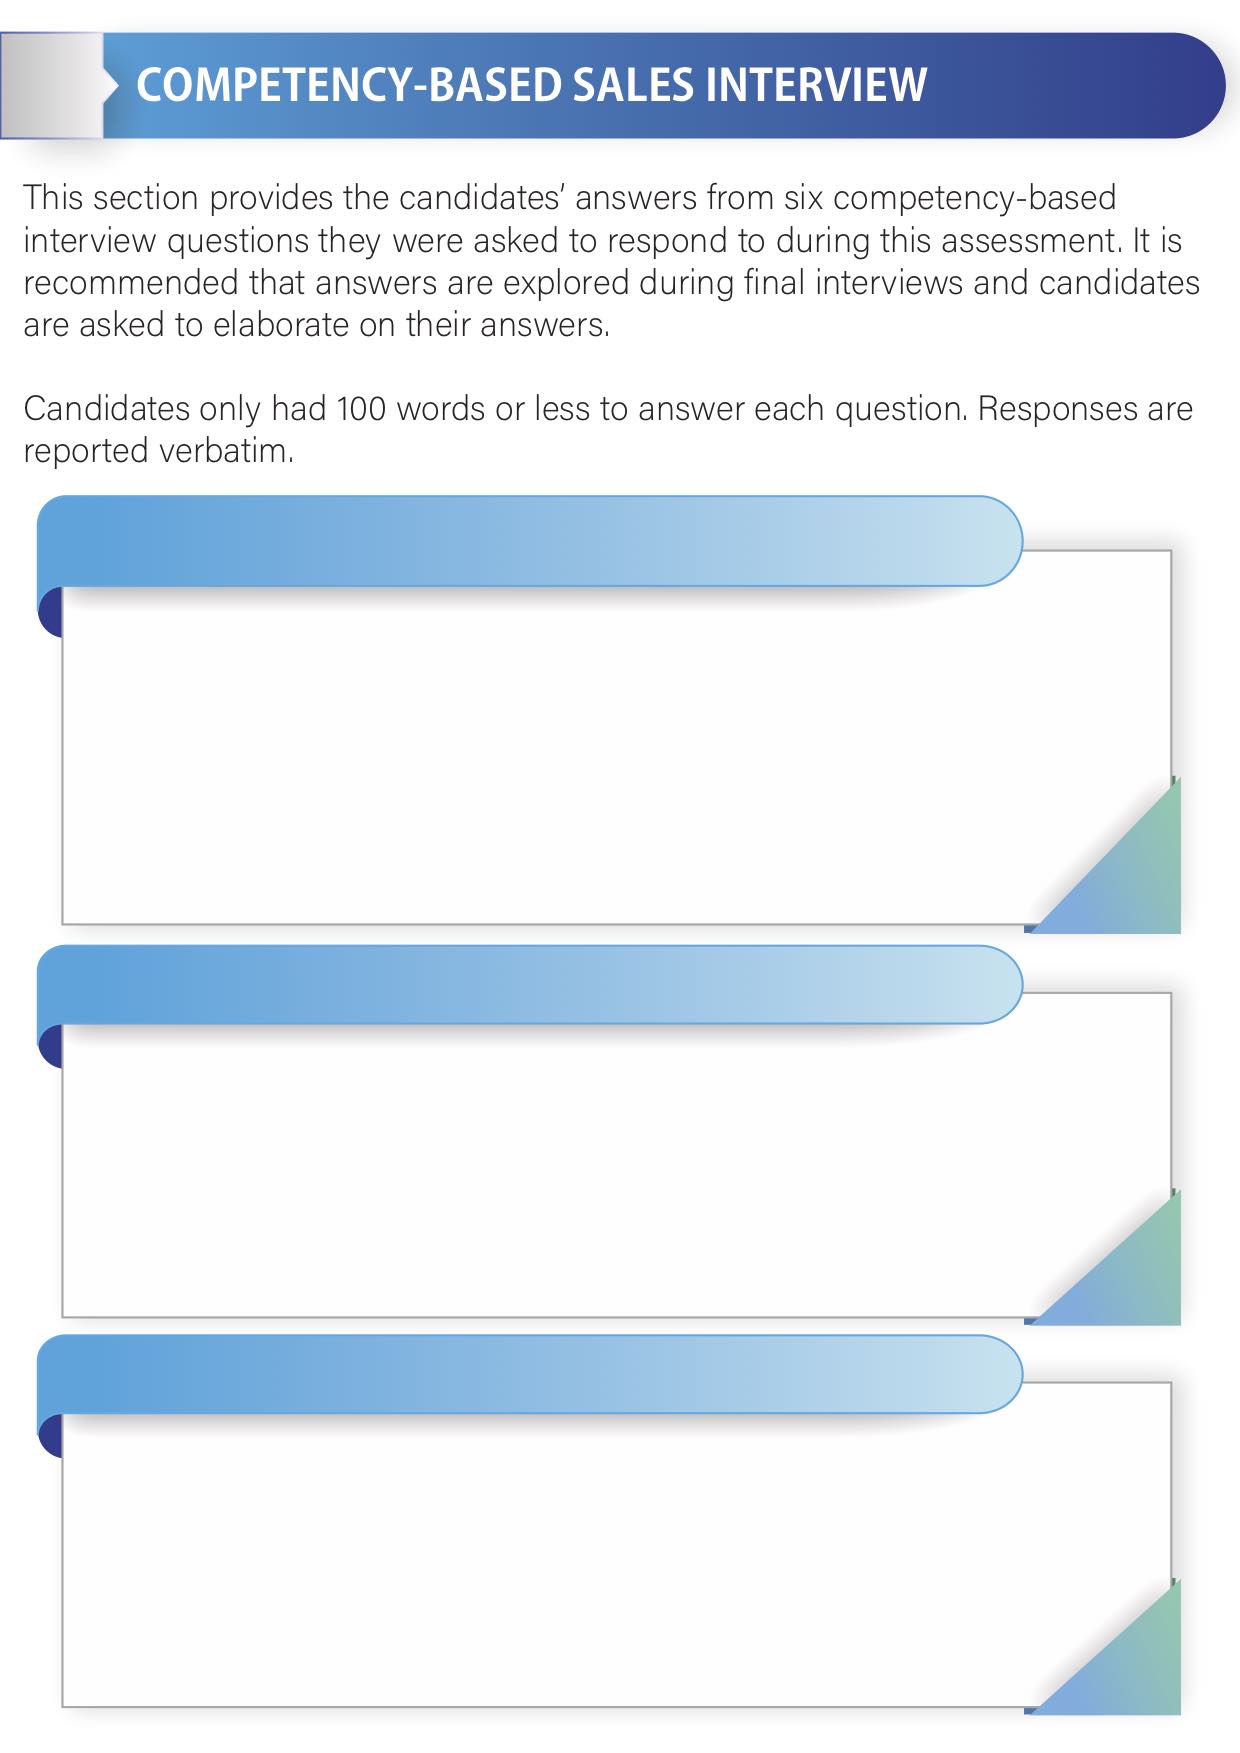 COMPETENCY-BASED SALES INTERVIEW
This section provides the candidates’ answers from six competency-based
interview questions they were asked to respond to during this assessment. It is
recommended that answers are explored during final interviews and candidates
are asked to elaborate on their answers.
Candidates only had 100 words or less to answer each question. Responses are
reported verbatim.